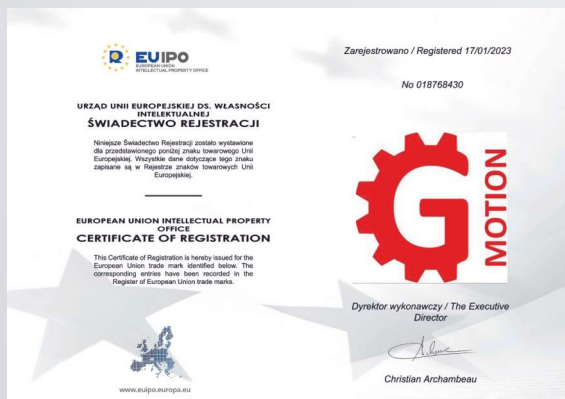 EUIPO
EUROPEAN UNION
INTELLECTUAL PROPERTY OFFICE
URZĄD UNII EUROPEJSKIEJ DS. WŁASNOŚCI
INTELEKTUALNEJ
ŚWIADECTWO REJESTRACJI
Niniejsze Świadectwo Rejestracji zostało wystawione
dla przedstawionego poniżej znaku towarowego Unii
Europejskiej. Wszystkie dane dotyczące tego znaku
zapisane są w Rejestrze znaków towarowych Unii
Europejskiej.
EUROPEAN UNION INTELLECTUAL PROPERTY
OFFICE
CERTIFICATE OF REGISTRATION
This Certificate of Registration is hereby issued for the
European Union trade mark identified below. The
corresponding entries have been recorded in the
Register of European Union trade marks.
www.euipo.europa.eu
Zarejestrowano / Registered 17/01/2023
No 018768430
G
MOTION
Dyrektor wykonawczy / The Executive
Director
Christian Archambeau